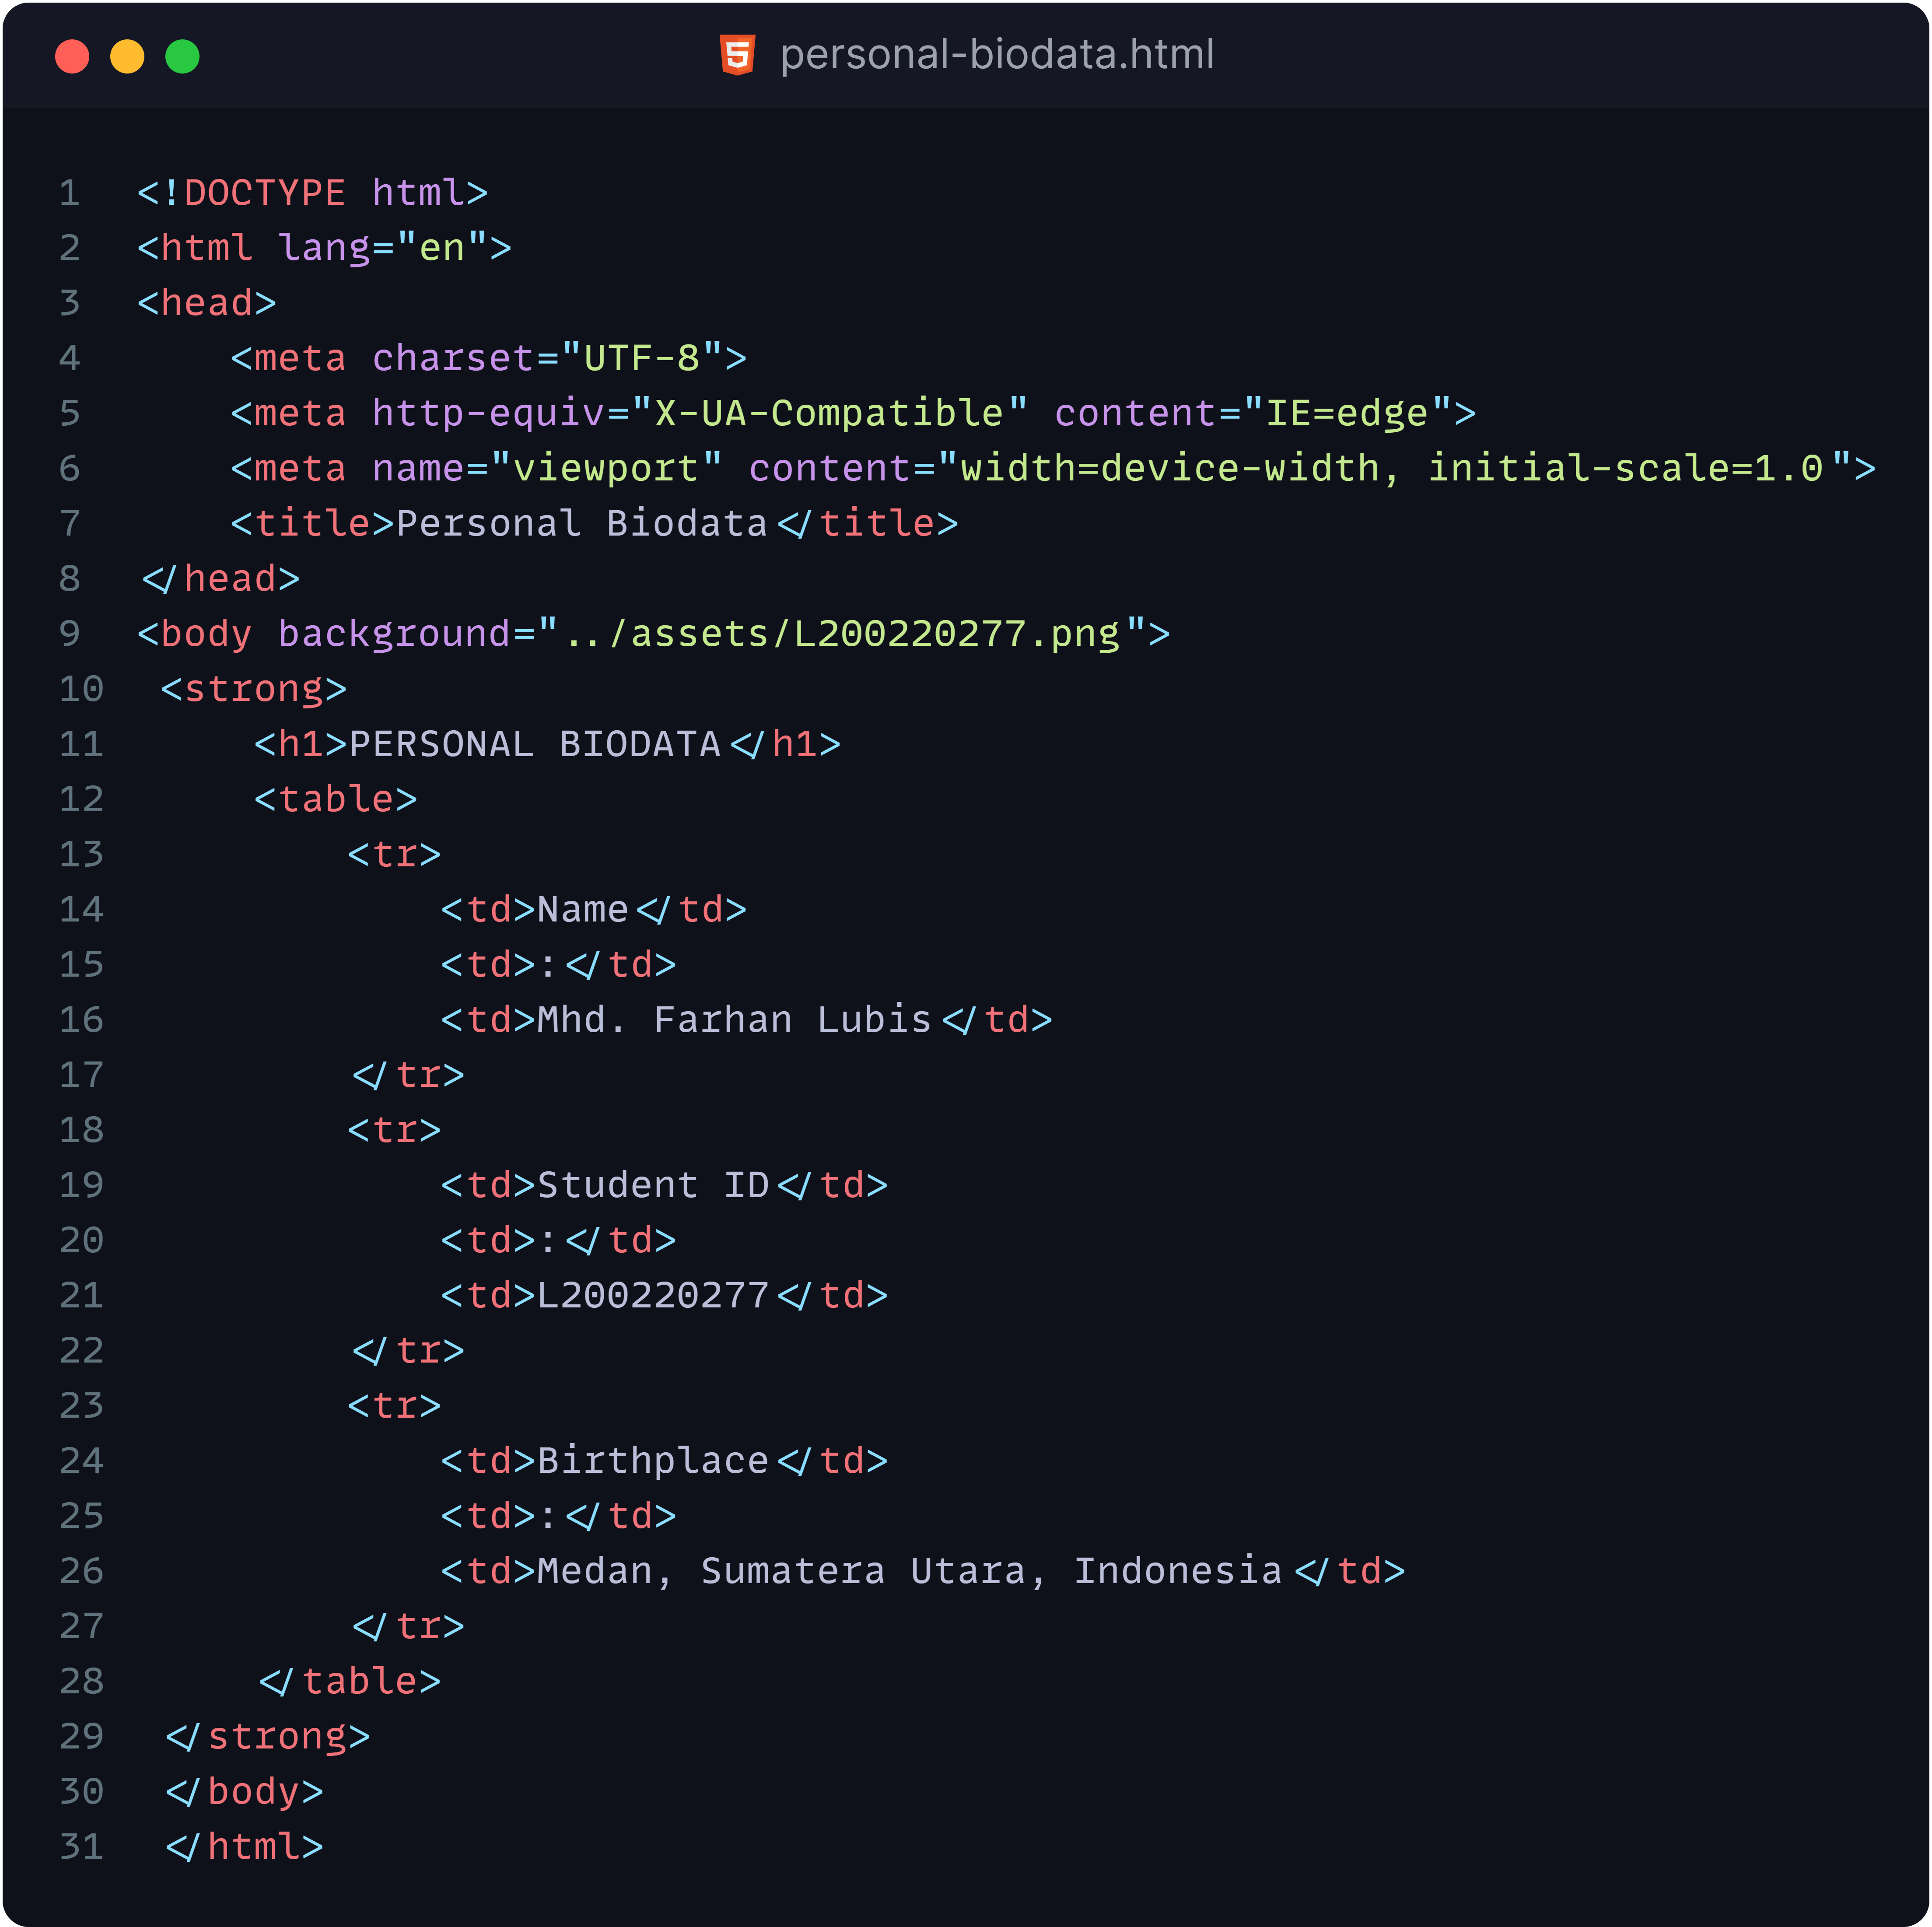 personal-biodata.html
1 <!DOCTYPE html>
2 <html lang="en">
3 <head>
4     <meta charset="UTF-8">
5     <meta http-equiv="X-UA-Compatible" content="IE=edge">
6     <meta name="viewport" content="width=device-width, initial-scale=1.0">
7     <title>Personal Biodata</title>
8 </head>
9 <body background="../assets/L200220277.png">
10  <strong>
11      <h1>PERSONAL BIODATA</h1>
12      <table>
13          <tr>
14              <td>Name</td>
15              <td>:</td>
16              <td>Mhd. Farhan Lubis</td>
17          </tr>
18          <tr>
19              <td>Student ID</td>
20              <td>:</td>
21              <td>L200220277</td>
22          </tr>
23          <tr>
24              <td>Birthplace</td>
25              <td>:</td>
26              <td>Medan, Sumatera Utara, Indonesia</td>
27          </tr>
28      </table>
29  </strong>
30  </body>
31  </html>